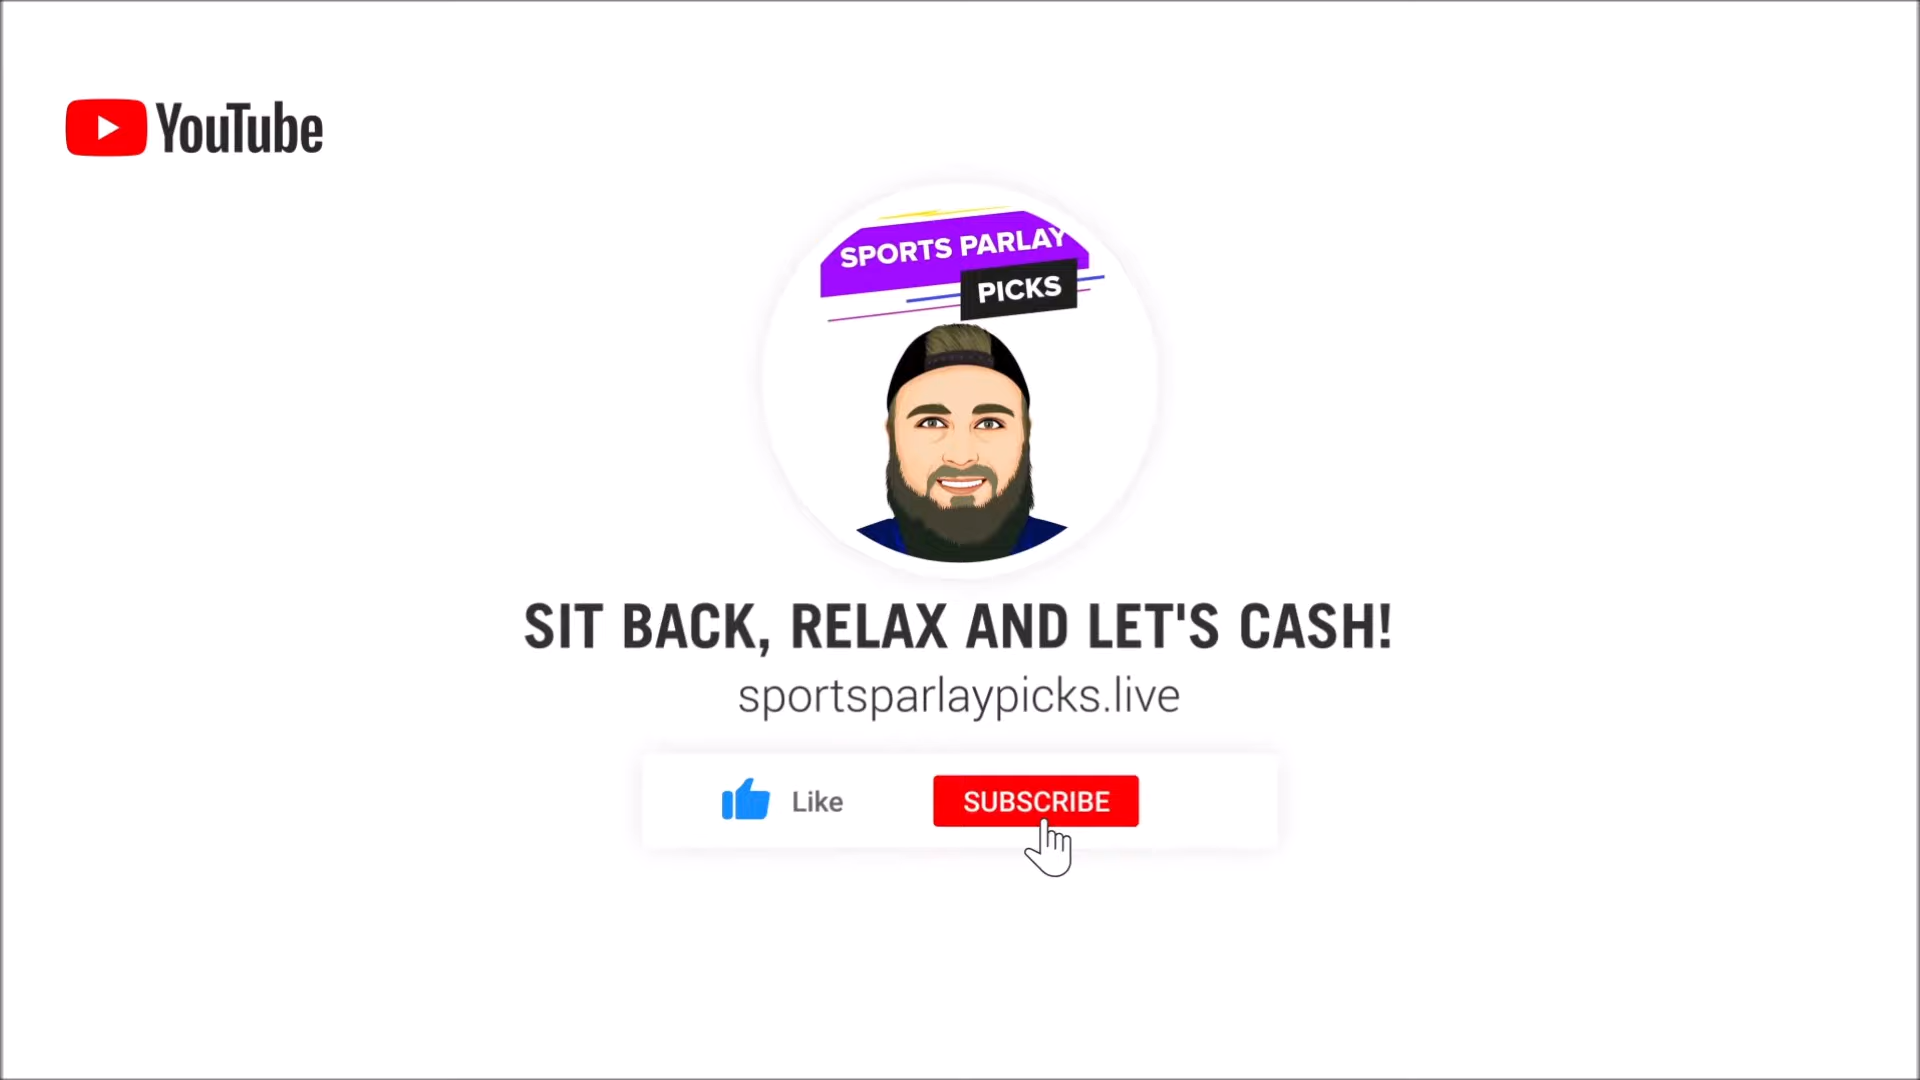 YouTube
SPORTS PARLAY
PICKS
SIT BACK, RELAX AND LET'S CASH!
sportsparlaypicks.live
Like
SUBSCRIBE